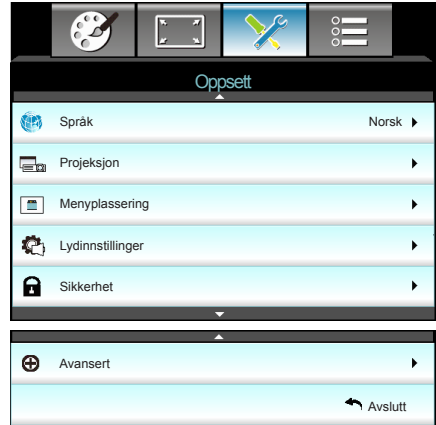 Oppsett
Språk Norsk
Projeksjon
Menyplassering
Lydinnstillinger
Sikkerhet
Avansert
Avslutt